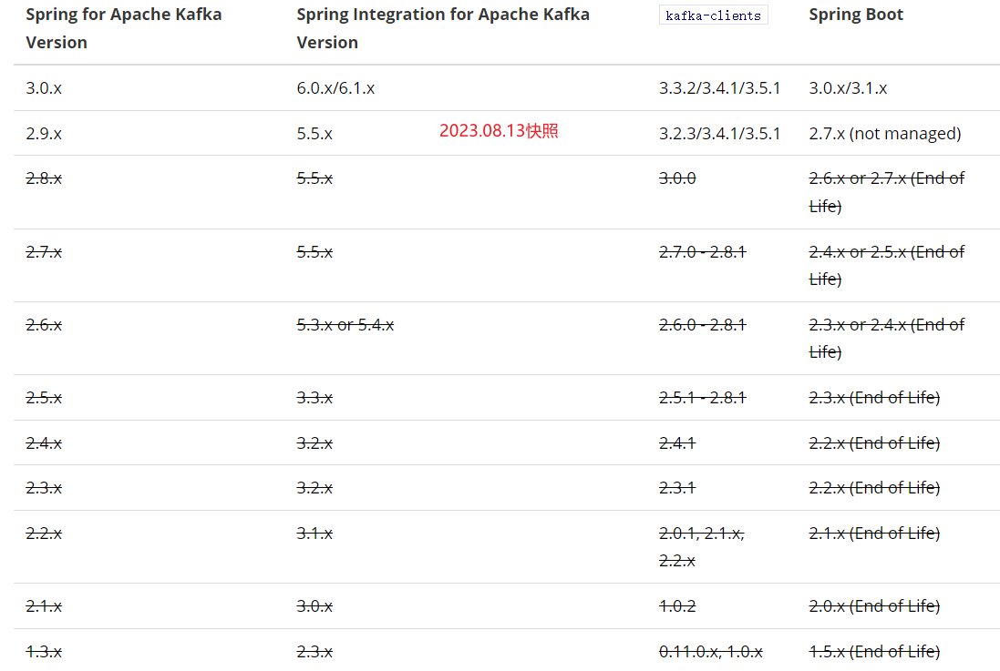 Spring for Apache Kafka Version
Spring Integration for Apache Kafka Version
kafka-clients
Spring Boot
3.0.x
6.0.x/6.1.x
3.3.2/3.4.1/3.5.1
3.0.x/3.1.x
2.9.x
5.5.x
2023.08.13快照
3.2.3/3.4.1/3.5.1
2.7.x (not managed)
2.8.x
5.5.x
3.0.0
2.6.x or 2.7.x (End of
Life)
2.7.x
5.5.x
2.7.0 - 2.8.1
2.4.x or 2.5.x (End of
Life)
2.6.x
5.3.x or 5.4.x
2.6.0 - 2.8.1
2.3.x or 2.4.x (End of
Life)
2.5.x
3.3.x
2.5.1 - 2.8.1
2.3.x (End of Life)
2.4.x
3.2.x
2.4.1
2.2.x (End of Life)
2.3.x
3.2.x
2.3.1
2.2.x (End of Life)
2.2.x
3.1.x
2.0.1, 2.1.x,
2.2.x
2.1.x (End of Life)
2.1.x
3.0.x
1.0.2
2.0.x (End of Life)
1.3.x
2.3.x
0.11.0.x, 1.0.x
1.5.x (End of Life)